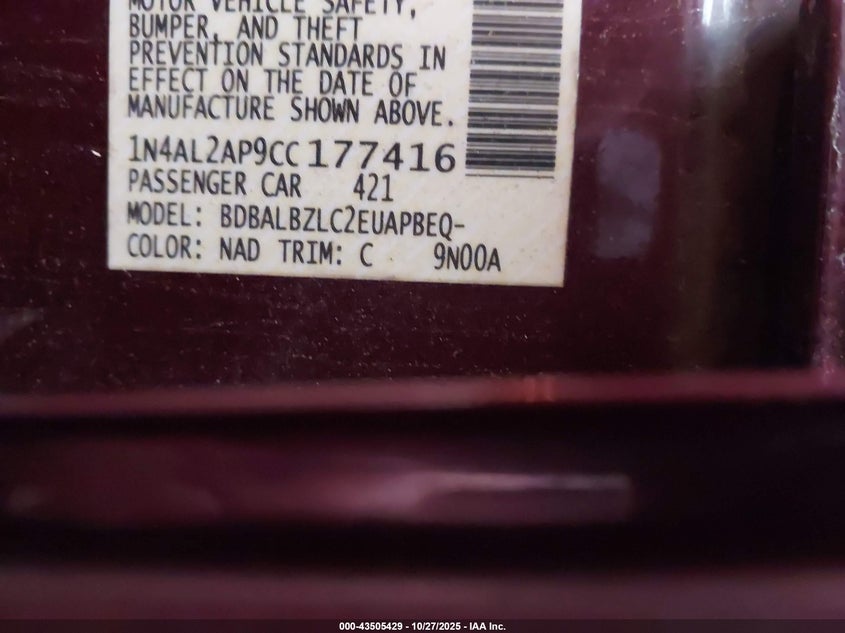 MOTOR VEHICLE SAFETY,
BUMPER, AND THEFT
PREVENTION STANDARDS IN
EFFECT ON THE DATE OF
MANUFACTURE SHOWN ABOVE.
1N4AL2AP9CC177416
PASSENGER CAR 421
MODEL: BDBALBZLC2EUAPBEQ-
COLOR: NAD TRIM: C 9N00A
000-43505429 - 10/27/2025 - IAA Inc.